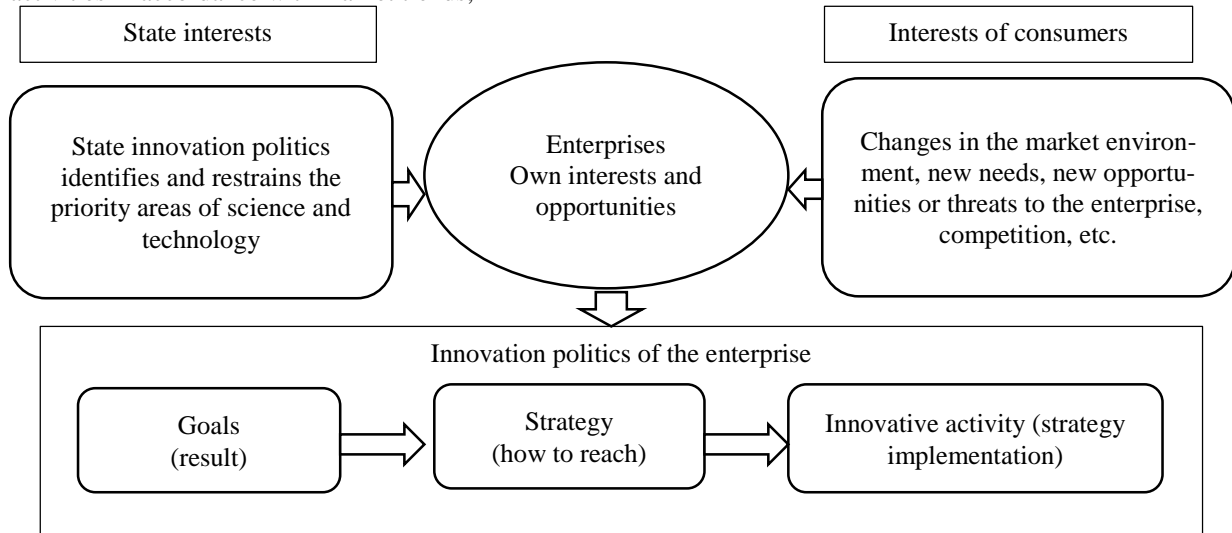 State interests
Interests of consumers
State innovation politics
identifies and restrains the
priority areas of science and
technology
Enterprises
Own interests and
opportunities
Changes in the market environ-
ment, new needs, new opportu-
nities or threats to the enterprise,
competition, etc.
Innovation politics of the enterprise
Goals
(result)
Strategy
(how to reach)
Innovative activity (strategy
implementation)